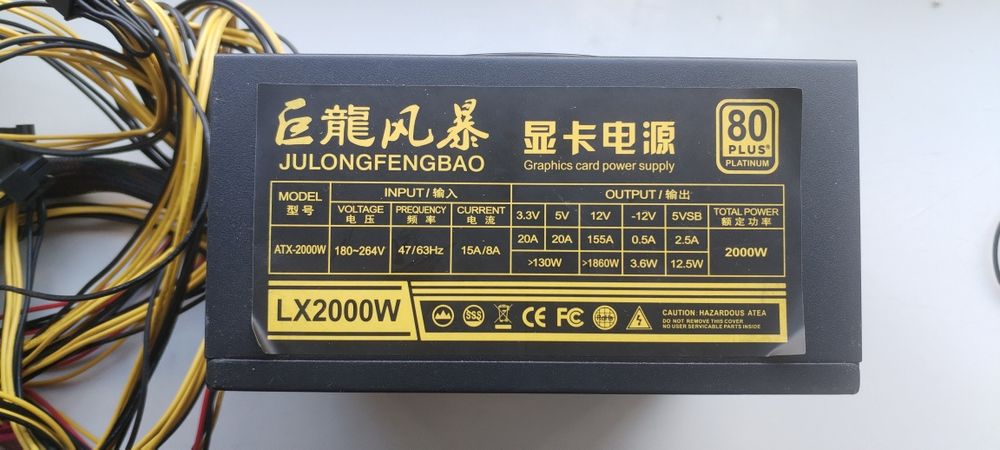 巨龍风暴
JULONGFENGBAO
显卡电源
Graphics card power supply
80
PLUS®
PLATINUM
MODEL
型号
INPUT/输入
OUTPUT/输出
VOLTAGE
电压
PREQUENCY
频率
CURRENT
电流
3.3V 5V 12V -12V 5VSB
TOTAL POWER
额定功率
ATX-2000W 180~264V 47/63Hz 15A/8A
20A 20A 155A 0.5A 2.5A
2000W
>130W >1860W 3.6W 12.5W
LX2000W
SSS
CE FC
RoHS
CAUTION: HAZARDOUS ATEA
DO NOT REMOVE THIS COVER
NO USER SERVICABLE PARTS INSIDE